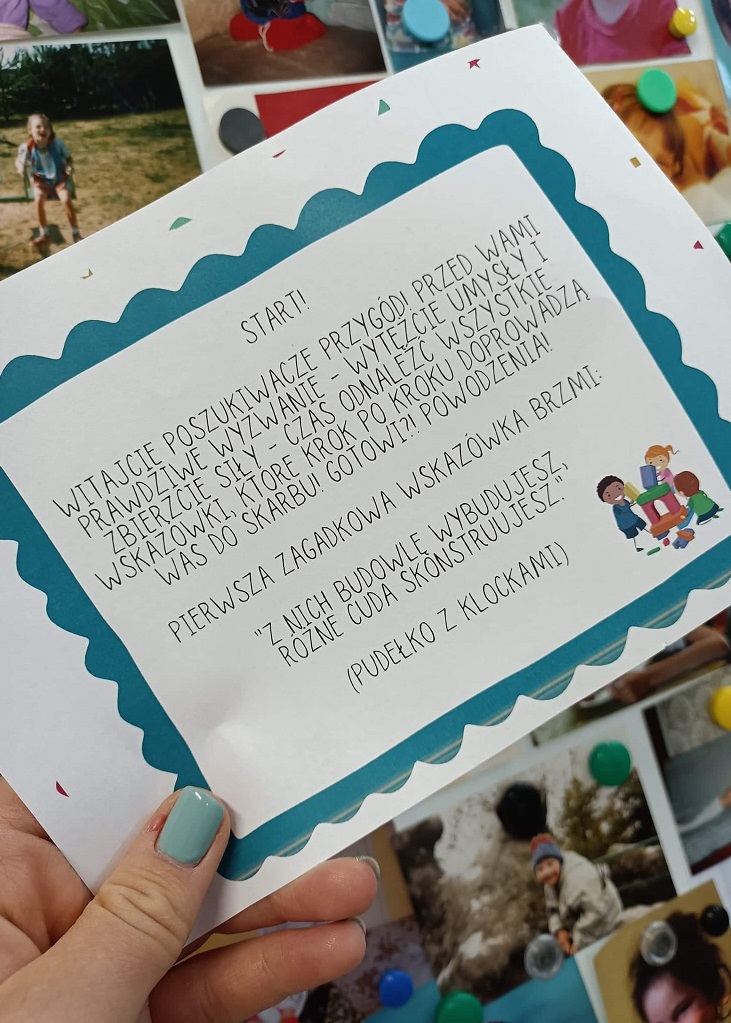 START!
WITAJCIE POSZUKIWACZE PRZYGÓD! PRZED WAMI
PRAWDZIWE WYZWANIE - WYTĘŻCIE UMYSŁY I
ZBIERZCIE SIŁY - CZAS ODNALEŹĆ WSZYSTKIE
WSKAZÓWKI, KTÓRE KROK PO KROKU DOPROWADZĄ
WAS DO SKARBU! GOTOWI?! POWODZENIA!
PIERWSZA ZAGADKOWA WSKAZÓWKA BRZMI:
"Z NICH BUDOWLĘ WYBUDUJESZ,
RÓŻNE CUDA SKONSTRUUJESZ".
(PUDEŁKO Z KLOCKAMI)